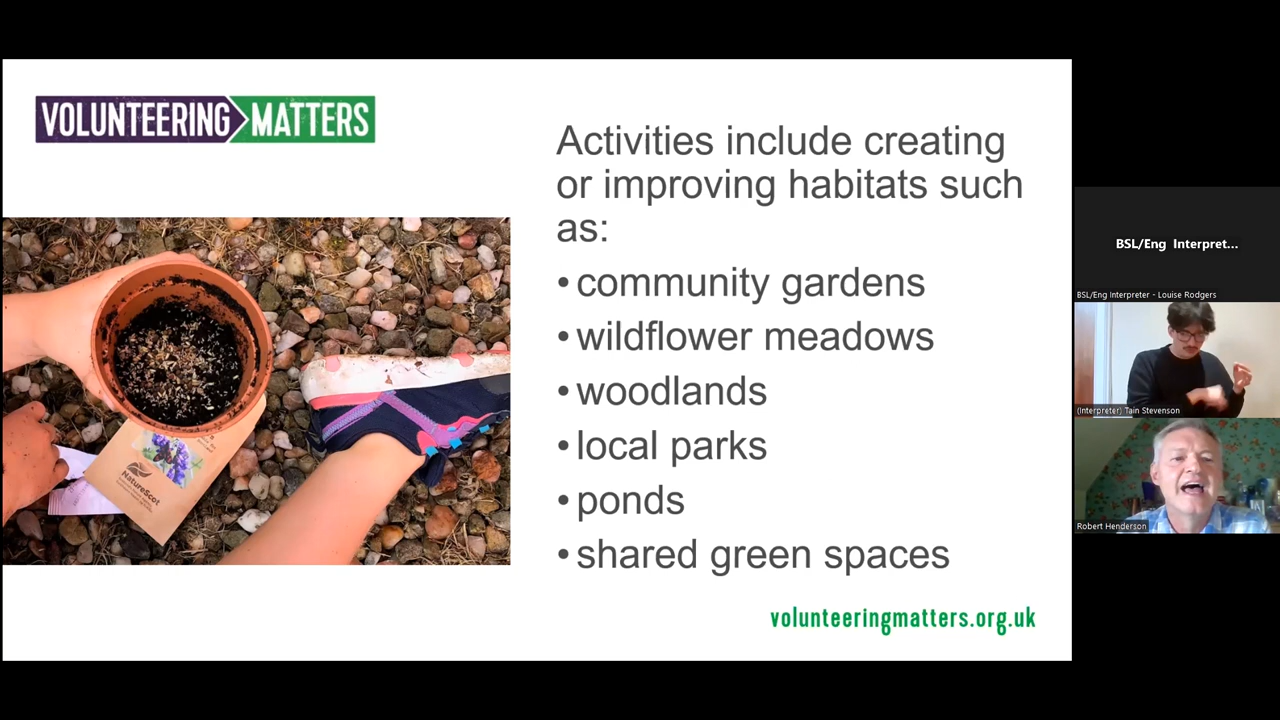 VOLUNTEERING MATTERS
Activities include creating
or improving habitats such
as:
• community gardens
• wildflower meadows
• woodlands
• local parks
• ponds
• shared green spaces
volunteeringmatters.org.uk
NatureScot
BSL/Eng Interpret...
BSL/Eng Interpreter - Louise Rodgers
(Interpreter) Tain Stevenson
Robert Henderson